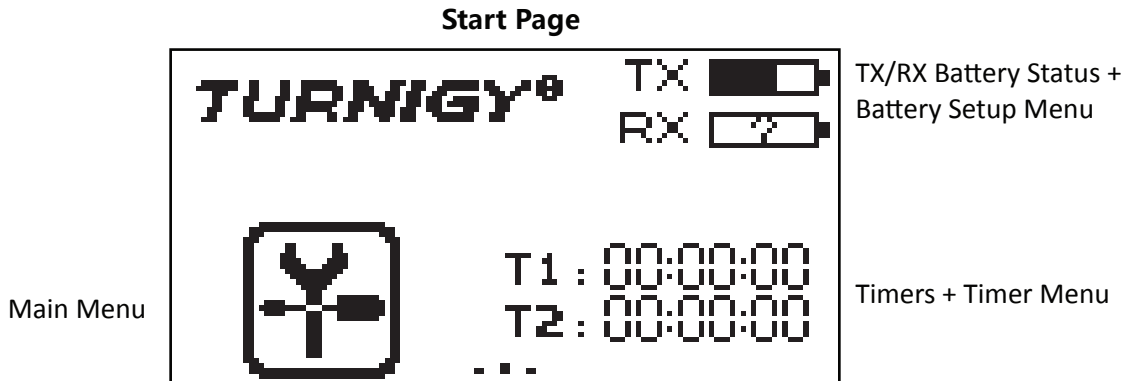 Start Page
TURNIGY®
TX
RX ?
TX/RX Battery Status +
Battery Setup Menu
Main Menu
T1: 00:00:00
T2: 00:00:00
Timers + Timer Menu